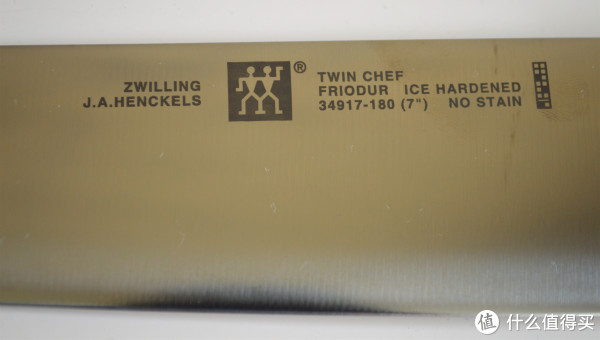 ZWILLING
J.A.HENCKELS
®
TWIN CHEF
FRIODUR ICE HARDENED
34917-180 (7") NO STAIN
值 什么值得买